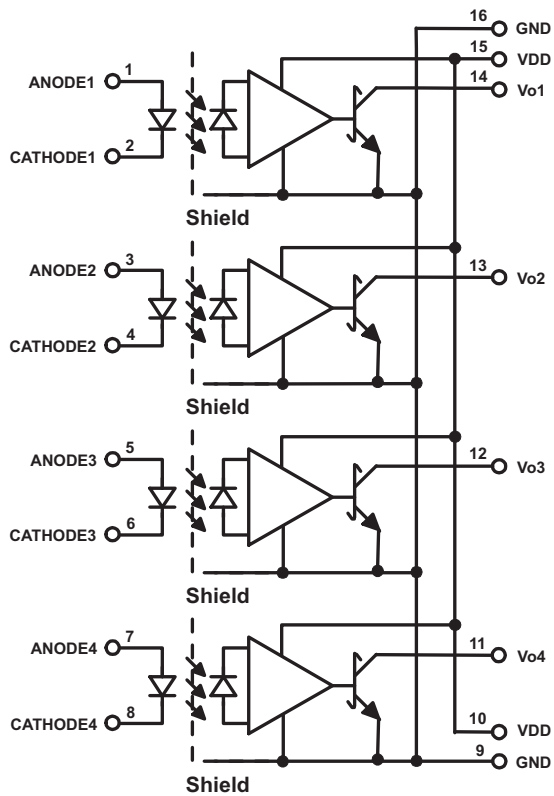 16 GND
15 VDD
ANODE1 1
14 Vo1
CATHODE1 2
Shield
ANODE2 3
13 Vo2
CATHODE2 4
Shield
ANODE3 5
12 Vo3
CATHODE3 6
Shield
ANODE4 7
11 Vo4
CATHODE4 8
10 VDD
9 GND
Shield